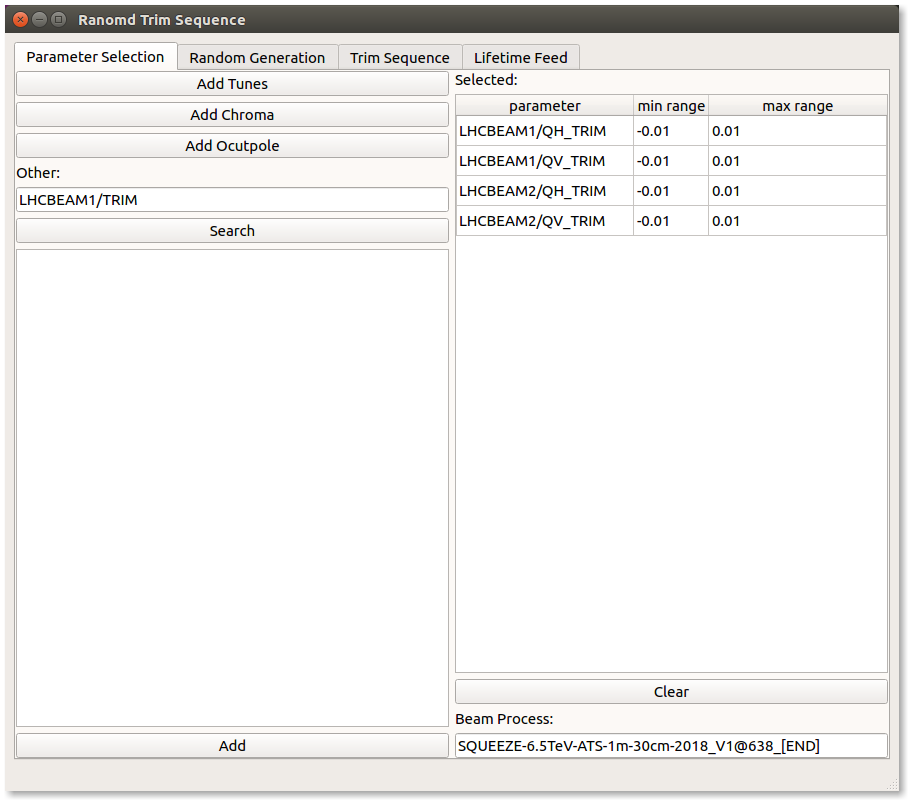 Ranomd Trim Sequence
Parameter Selection Random Generation Trim Sequence Lifetime Feed
Add Tunes
Add Chroma
Add Ocutpole
Other:
LHCBEAM1/TRIM
Search
Add
Selected:
parameter min range max range
LHCBEAM1/QH_TRIM -0.01 0.01
LHCBEAM1/QV_TRIM -0.01 0.01
LHCBEAM2/QH_TRIM -0.01 0.01
LHCBEAM2/QV_TRIM -0.01 0.01
Clear
Beam Process:
SQUEEZE-6.5TeV-ATS-1m-30cm-2018_V1@638_[END]